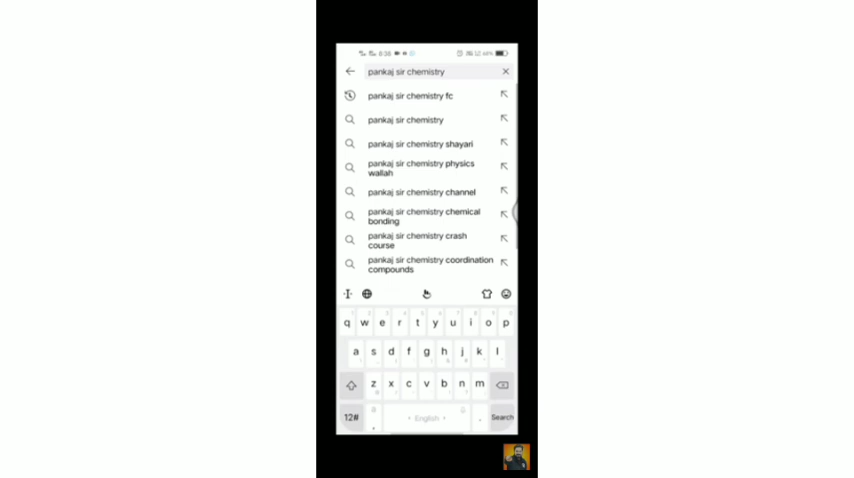 8:38
pankaj sir chemistry
pankaj sir chemistry fc
pankaj sir chemistry
pankaj sir chemistry shayari
pankaj sir chemistry physics
wallah
pankaj sir chemistry channel
pankaj sir chemistry chemical
bonding
pankaj sir chemistry crash
course
pankaj sir chemistry coordination
compounds
q w e r t y u i o p
a s d f g h j k l
z x c v b n m
12# , English . Search